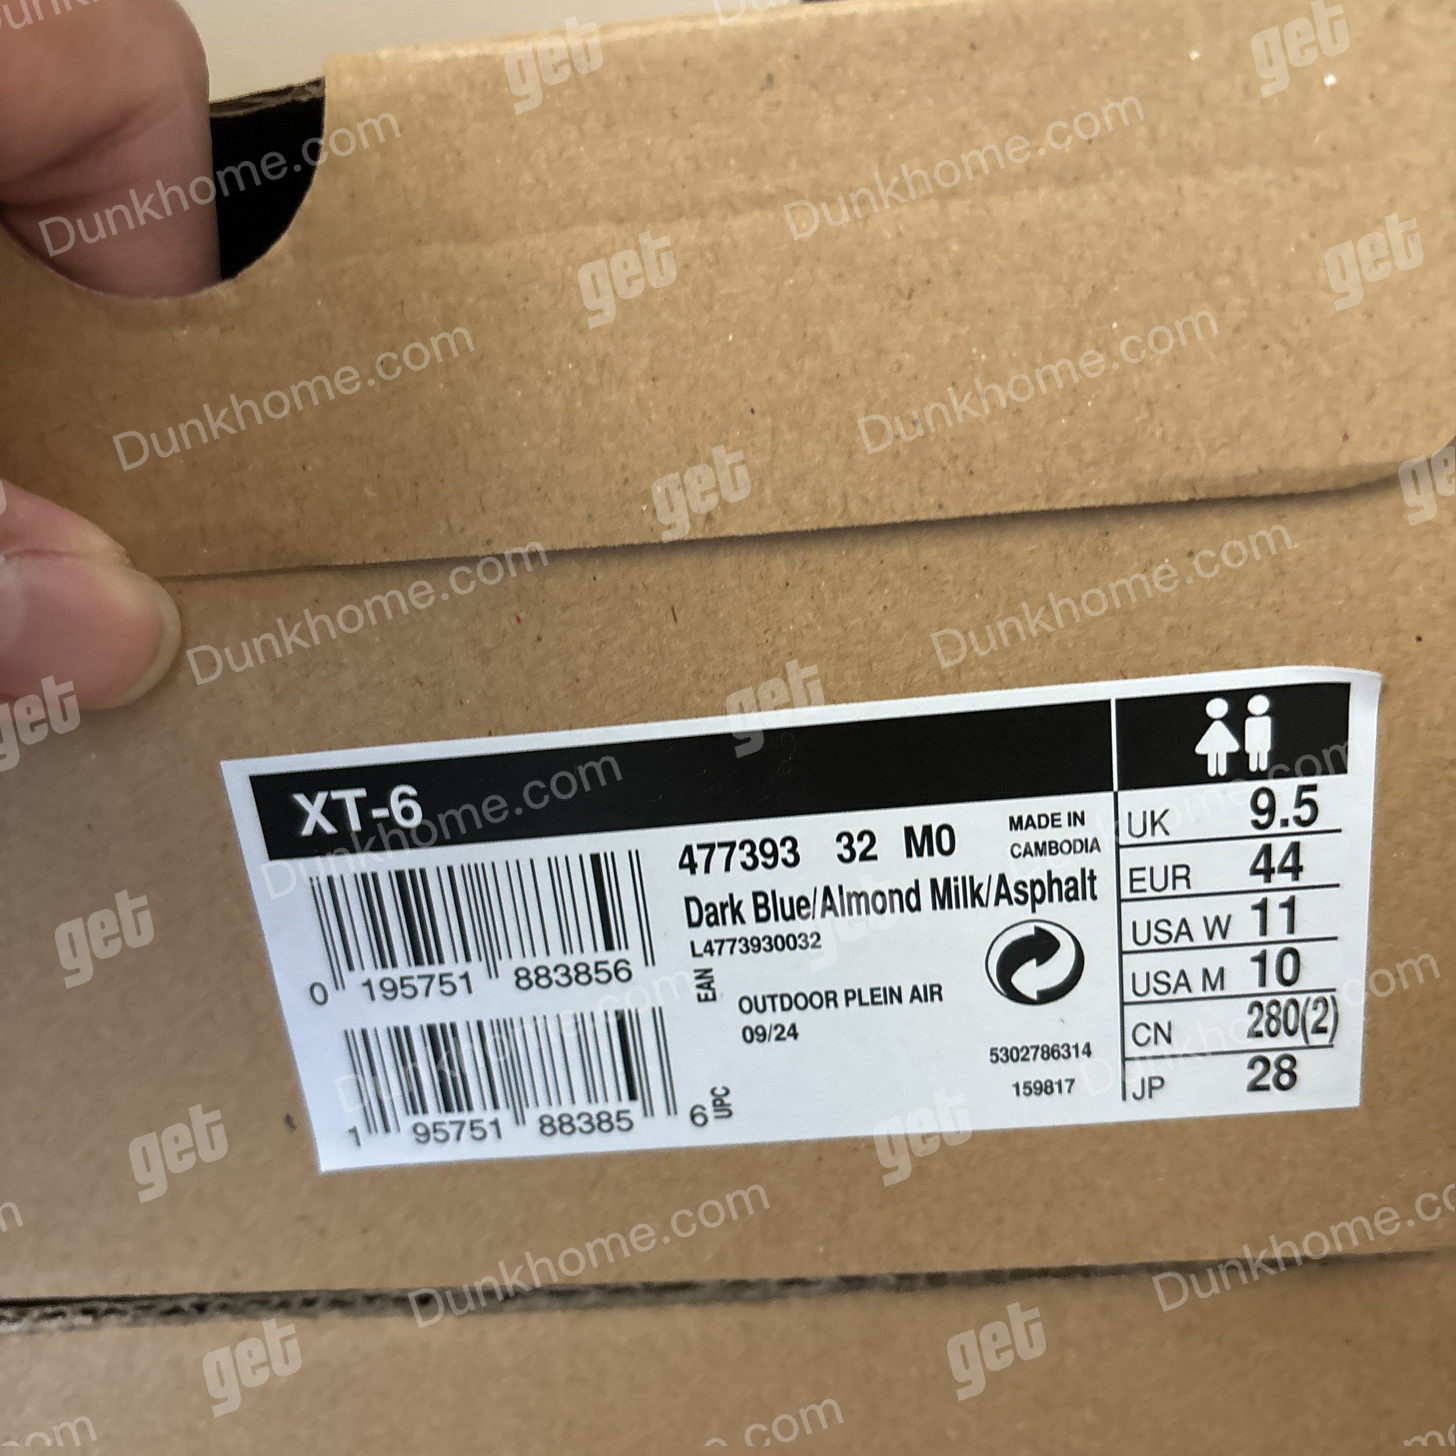 XT-6
477393 32 M0
MADE IN
CAMBODIA
Dark Blue/Almond Milk/Asphalt
L4773930032
0 195751 883856
EAN
OUTDOOR PLEIN AIR
09/24
5302786314
159817
1 95751 88385 6
UPC
UK 9.5
EUR 44
USA W 11
USA M 10
CN 280(2)
JP 28
get
Dunkhome.com